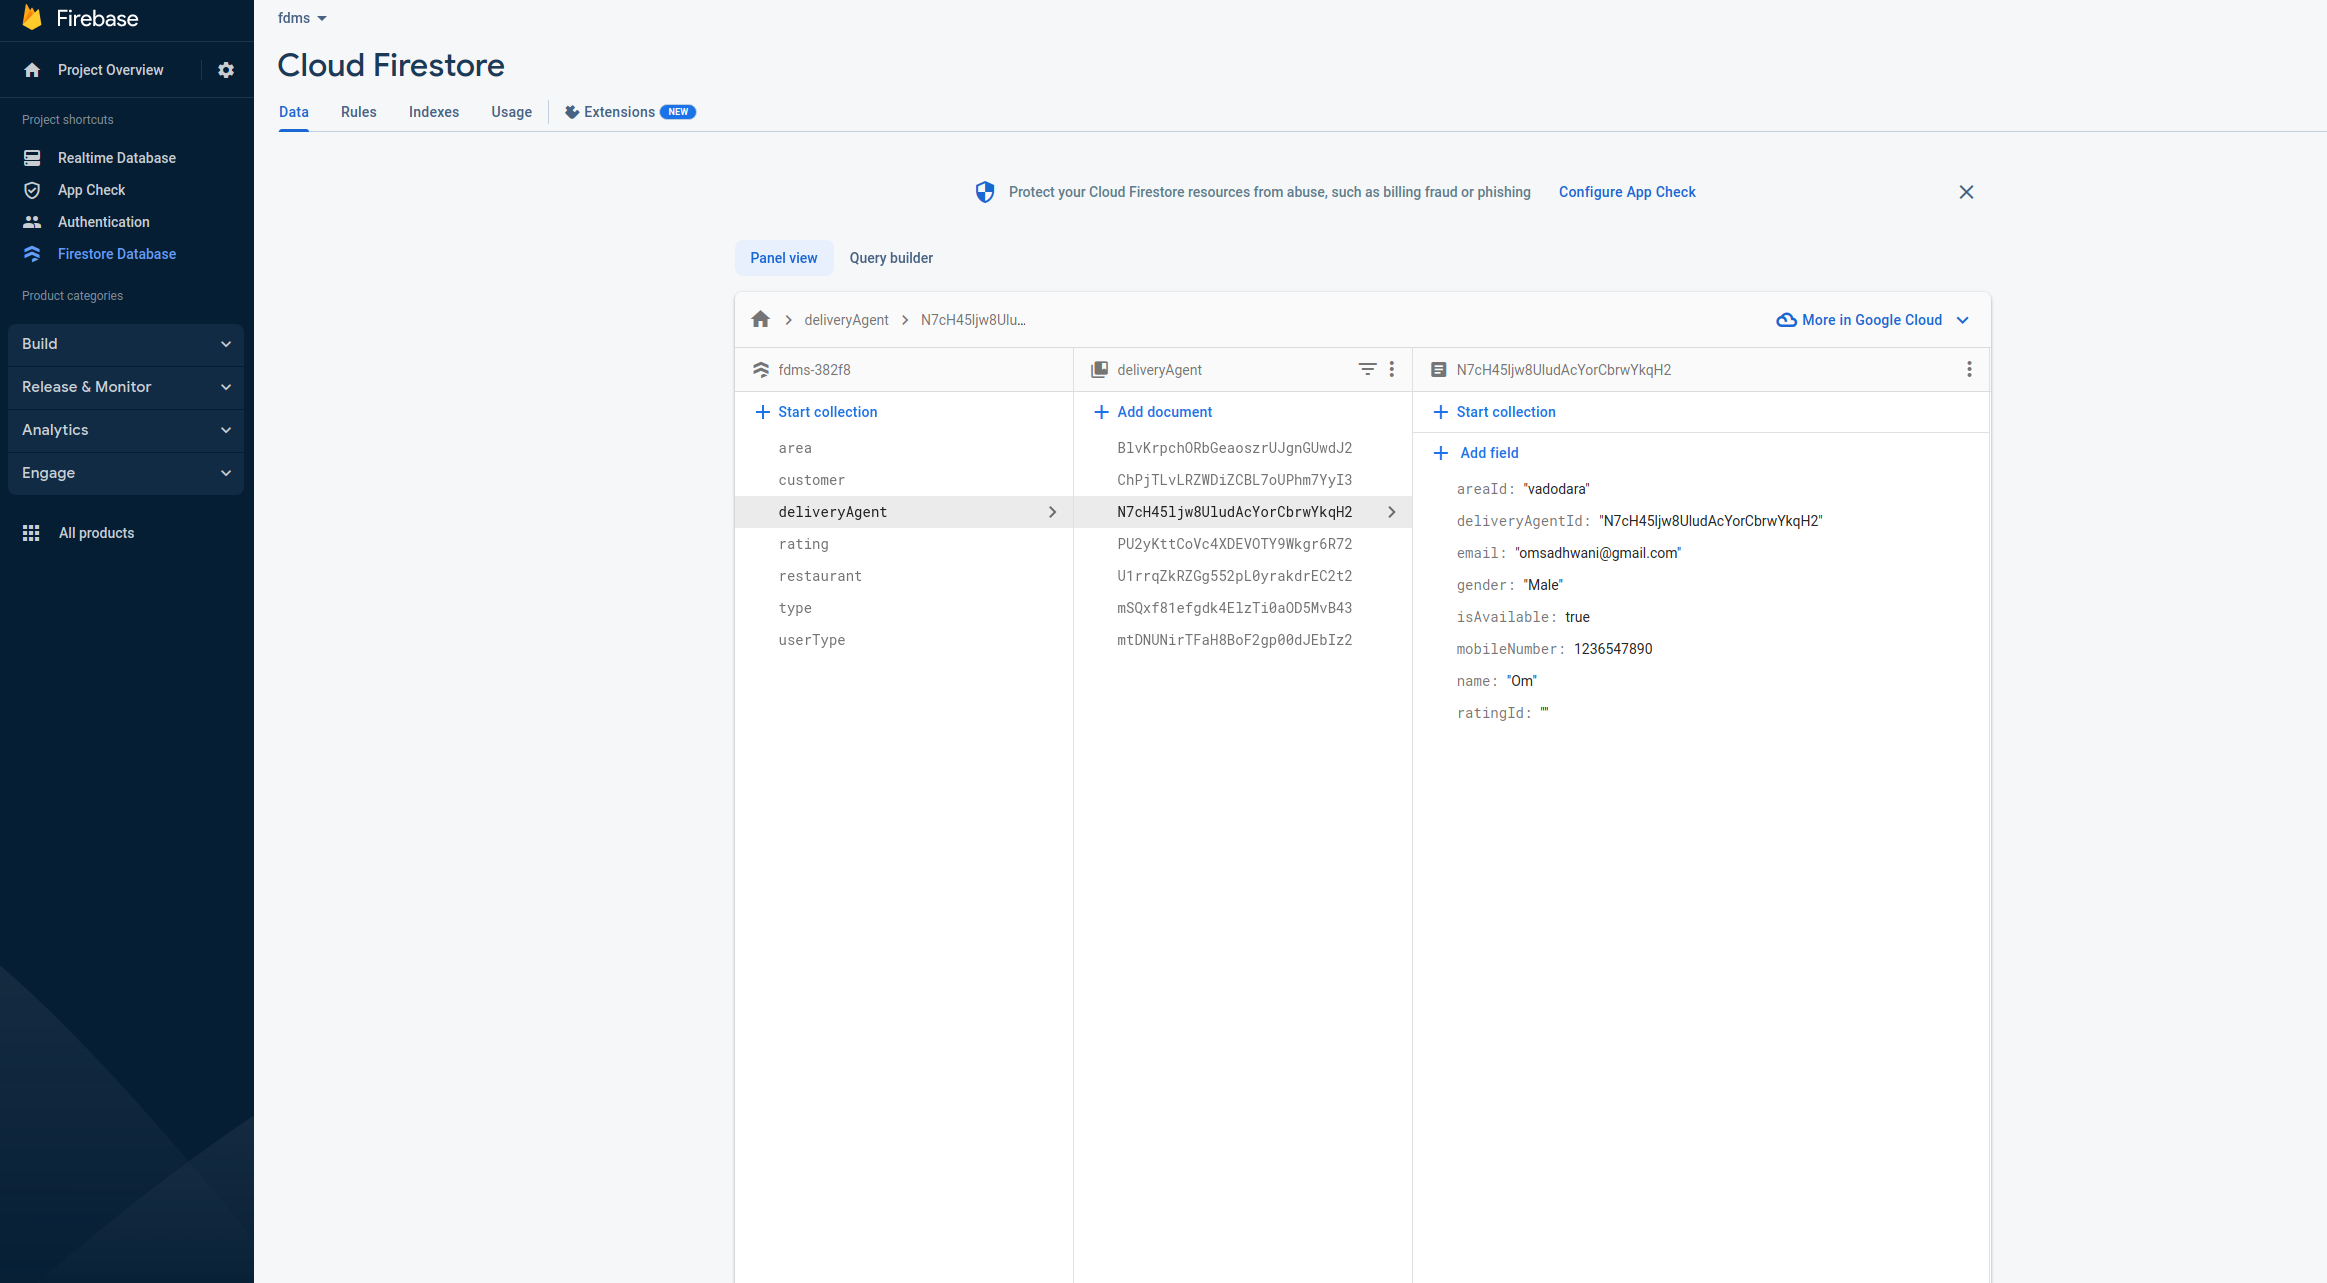 Firebase
Project Overview
Project shortcuts
Realtime Database
App Check
Authentication
Firestore Database
Product categories
Build
Release & Monitor
Analytics
Engage
All products
fdms
Cloud Firestore
Data Rules Indexes Usage Extensions NEW
Protect your Cloud Firestore resources from abuse, such as billing fraud or phishing Configure App Check
Panel view Query builder
deliveryAgent N7cH45ljw8Ulu... More in Google Cloud
fdms-382f8
Start collection
area
customer
deliveryAgent
rating
restaurant
type
userType
deliveryAgent
Add document
BlvKrpchORbGeaoszrUJgnGUwdJ2
ChPjTLvLRZWDiZCBL7oUPhm7YyI3
N7cH45ljw8UludAcYorCbrwYkqH2
PU2yKttCoVc4XDEVOTY9Wkgr6R72
U1rrqZkRZGg552pL0yrakdrEC2t2
mSQxf81efgdk4ElzTi0aOD5MvB43
mtDNUNirTFaH8BoF2gp00dJEbIz2
N7cH45ljw8UludAcYorCbrwYkqH2
Start collection
Add field
areaId: "vadodara"
deliveryAgentId: "N7cH45ljw8UludAcYorCbrwYkqH2"
email: "omsadhwani@gmail.com"
gender: "Male"
isAvailable: true
mobileNumber: 1236547890
name: "Om"
ratingId: ""